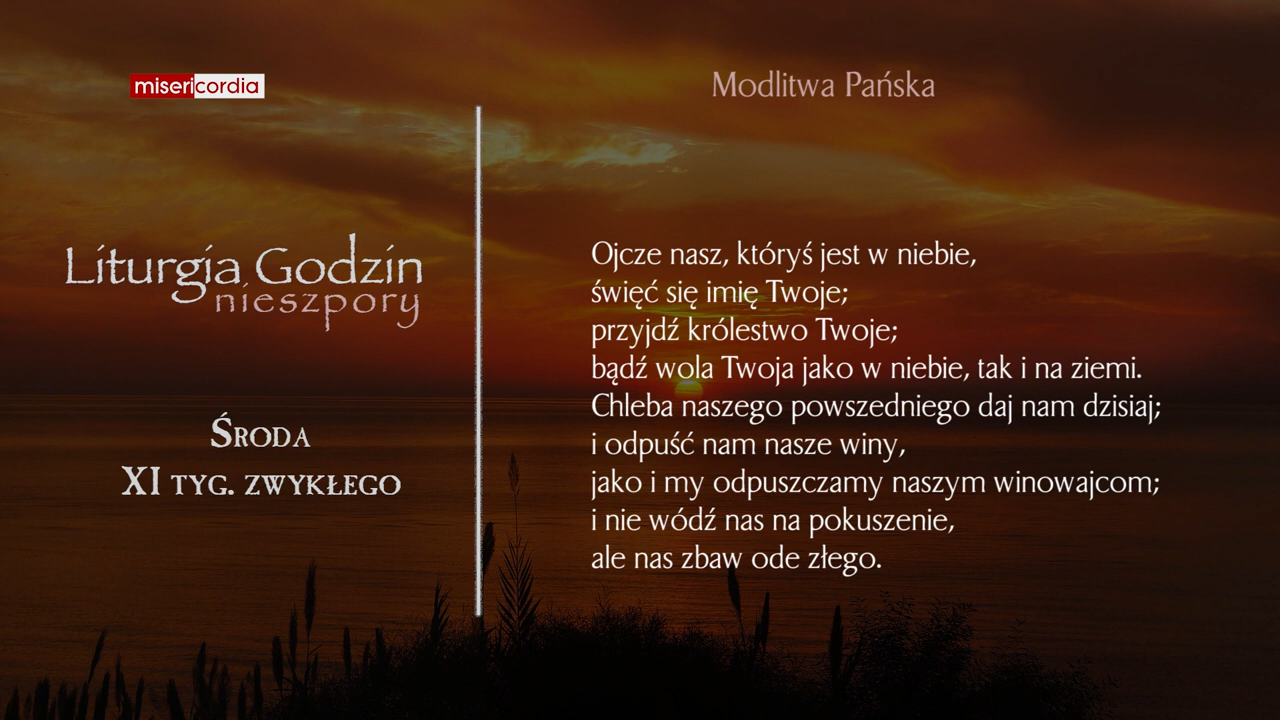 misericordia
Liturgia Godzin
nieszpory
Środa
XI tyg. zwykłego
Modlitwa Pańska
Ojcze nasz, któryś jest w niebie,
święć się imię Twoje;
przyjdź królestwo Twoje;
bądź wola Twoja jako w niebie, tak i na ziemi.
Chleba naszego powszedniego daj nam dzisiaj;
i odpuść nam nasze winy,
jako i my odpuszczamy naszym winowajcom;
i nie wódź nas na pokuszenie,
ale nas zbaw ode złego.